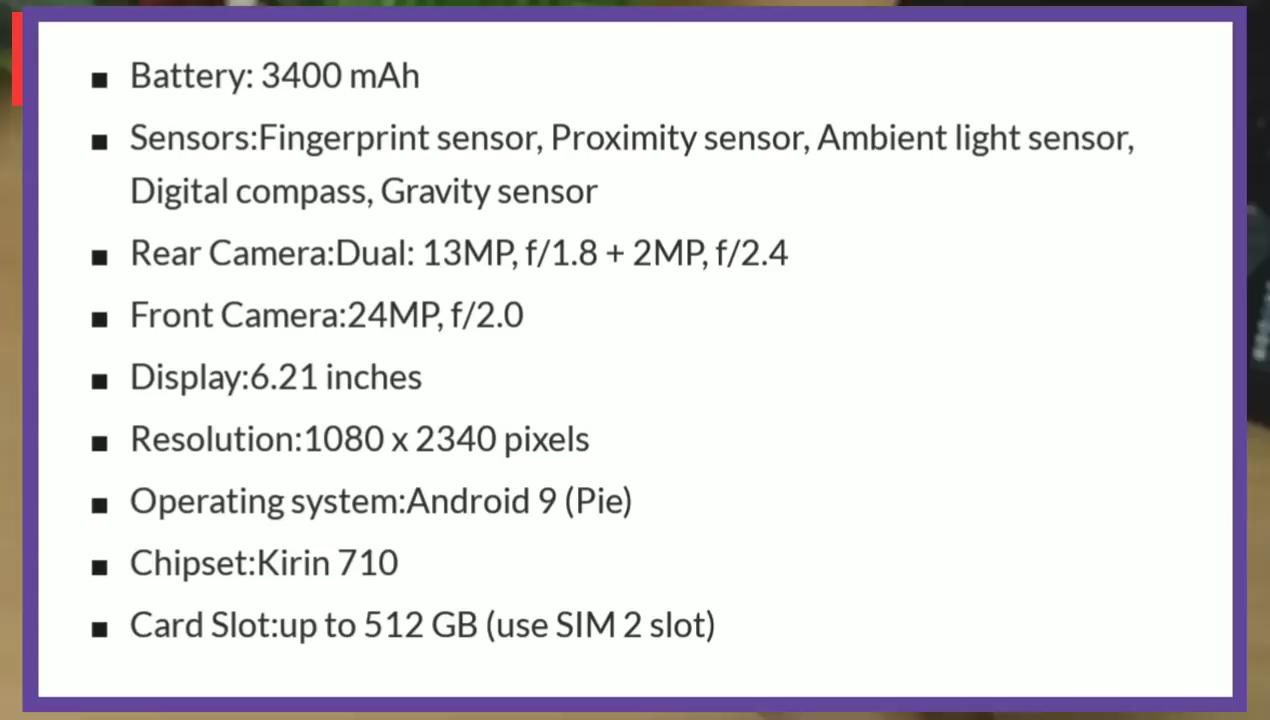 Battery: 3400 mAh
Sensors:Fingerprint sensor, Proximity sensor, Ambient light sensor,
Digital compass, Gravity sensor
Rear Camera:Dual: 13MP, f/1.8 + 2MP, f/2.4
Front Camera:24MP, f/2.0
Display:6.21 inches
Resolution:1080 x 2340 pixels
Operating system:Android 9 (Pie)
Chipset:Kirin 710
Card Slot:up to 512 GB (use SIM 2 slot)